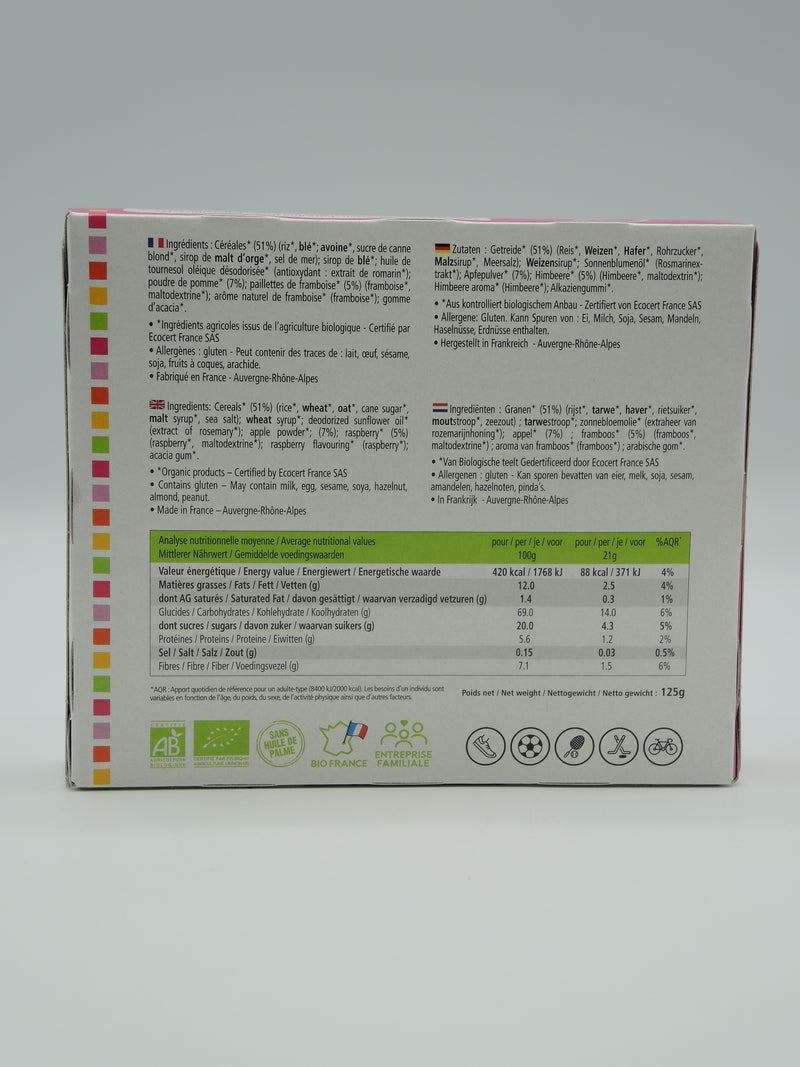 Ingrédients : Céréales* (51%) (riz*, blé*; avoine*, sucre de canne
blond*, sirop de malt d'orge*, sel de mer); sirop de blé*; huile de
tournesol oléique désodorisée* (antioxydant : extrait de romarin*);
poudre de pomme* (7%); paillettes de framboise* (5%) (framboise*,
maltodextrine*); arôme naturel de framboise* (framboise*); gomme
d'acacia*.
• *Ingrédients agricoles issus de l'agriculture biologique - Certifié par
Ecocert France SAS
• Allergènes : gluten - Peut contenir des traces de : lait, œuf, sésame,
soja, fruits à coques, arachide.
• Fabriqué en France - Auvergne-Rhône-Alpes
Zutaten : Getreide* (51%) (Reis*, Weizen*, Hafer*, Rohrzucker*,
Malzsirup*, Meersalz); Weizensirup*; Sonnenblumenöl* (Rosmarinex-
trakt*); Apfepulver* (7%); Himbeere* (5%) (Himbeere*, maltodextrin*);
Himbeere aroma* (Himbeere*); Alkaziengummi*.
• *Aus kontrolliert biologischem Anbau - Zertifiert von Ecocert France SAS
• Allergene: Gluten. Kann Spuren von : Ei, Milch, Soja, Sesam, Mandeln,
Haselnüsse, Erdnüsse enthalten.
• Hergestellt in Frankreich - Auvergne-Rhône-Alpes
Ingredients: Cereals* (51%) (rice*, wheat*, oat*, cane sugar*,
malt syrup*, sea salt); wheat syrup*; deodorized sunflower oil*
(extract of rosemary*); apple powder*; (7%); raspberry* (5%)
(raspberry*, maltodextrine*); raspberry flavouring* (raspberry*);
acacia gum*.
• *Organic products – Certified by Ecocert France SAS
• Contains gluten – May contain milk, egg, sesame, soya, hazelnut,
almond, peanut.
• Made in France – Auvergne-Rhône-Alpes
Ingrediënten : Granen* (51%) (rijst*, tarwe*, haver*, rietsuiker*,
moutstroop*, zeezout) ; tarwestroop*; zonnebloemolie* (extraheer van
rozemarijnhoning*); appel* (7%) ; framboos* (5%) (framboos*,
maltodextrine*) ; aroma van framboos* (framboos*) ; arabische gom*.
• *Van Biologische teelt Gedertificeerd door Ecocert France SAS
• Allergenen : gluten - Kan sporen bevatten van eier, melk, soja, sesam,
amandelen, hazelnoten, pinda's.
• In Frankrijk - Auvergne-Rhône-Alpes
Analyse nutritionnelle moyenne / Average nutritional values
Mittlerer Nährwert / Gemiddelde voedingswaarden
pour / per / je / voor 100g
pour / per / je / voor 21g
%AQR*
Valeur énergétique / Energy value / Energiewert / Energetische waarde 420 kcal / 1768 kJ 88 kcal / 371 kJ 4%
Matières grasses / Fats / Fett / Vetten (g) 12.0 2.5 4%
dont AG saturés / Saturated Fat / davon gesättigt / waarvan verzadigd vetzuren (g) 1.4 0.3 1%
Glucides / Carbohydrates / Kohlehydrate / Koolhydraten (g) 69.0 14.0 6%
dont sucres / sugars / davon zuker / waarvan suikers (g) 20.0 4.3 5%
Protéines / Proteins / Proteine / Eiwitten (g) 5.6 1.2 2%
Sel / Salt / Salz / Zout (g) 0.15 0.03 0.5%
Fibres / Fibre / Fiber / Voedingsvezel (g) 7.1 1.5 6%
*AQR : Apport quotidien de référence pour un adulte-type (8400 kJ/2000 kcal). Les besoins d'un individu sont
variables en fonction de l'âge, du poids, du sexe, de l'activité physique ainsi que d'autres facteurs.
Poids net / Net weight / Nettogewicht / Netto gewicht : 125g
CERTIFIÉ
AB
AGRICULTURE
BIOLOGIQUE
SANS
HUILE DE
PALME
BIO FRANCE
ENTREPRISE
FAMILIALE